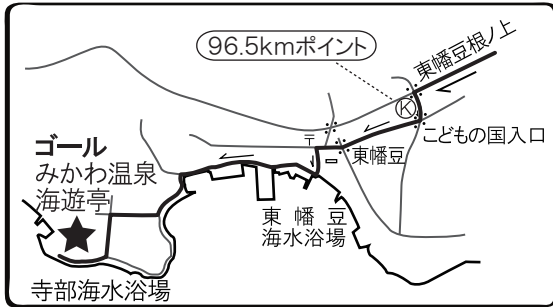 96.5kmポイント
東幡豆根ノ上
K
こどもの国入口
〒
東幡豆
ゴール
みかわ温泉
海遊亭
東幡豆
海水浴場
寺部海水浴場